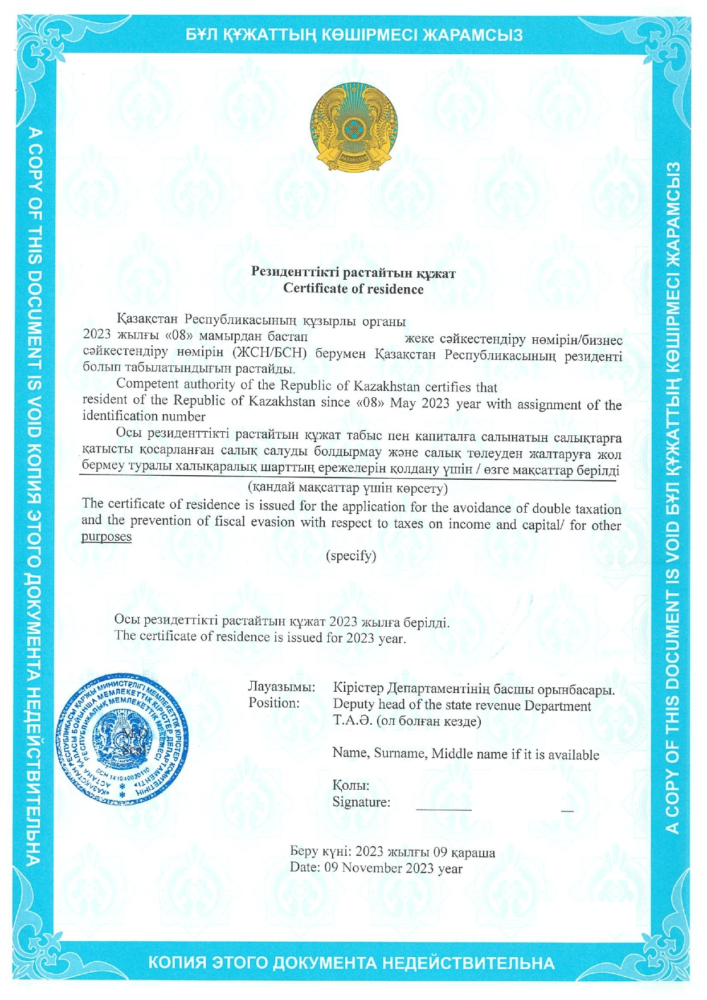 БҰЛ ҚҰЖАТТЫҢ КӨШІРМЕСІ ЖАРАМСЫЗ
A COPY OF THIS DOCUMENT IS VOID КОПИЯ ЭТОГО ДОКУМЕНТА НЕДЕЙСТВИТЕЛЬНА
QAZAQSTAN
Резиденттікті растайтын құжат
Certificate of residence
Қазақстан Республикасының құзырлы органы
2023 жылғы «08» мамырдан бастап жеке сәйкестендіру нөмірін/бизнес
сәйкестендіру нөмірін (ЖСН/БСН) берумен Қазақстан Республикасының резиденті
болып табылатындығын растайды.
Competent authority of the Republic of Kazakhstan certifies that
resident of the Republic of Kazakhstan since «08» May 2023 year with assignment of the
identification number
Осы резиденттікті растайтын құжат табыс пен капиталға салынатын салықтарға
қатысты қосарланған салық салуды болдырмау және салық төлеуден жалтаруға жол
бермеу туралы халықаралық шарттың ережелерін қолдану үшін / өзге мақсаттар берілді
(қандай мақсаттар үшін көрсету)
The certificate of residence is issued for the application for the avoidance of double taxation
and the prevention of fiscal evasion with respect to taxes on income and capital/ for other
purposes
(specify)
Осы резидеттікті растайтын құжат 2023 жылға берілді.
The certificate of residence is issued for 2023 year.
Лауазымы: Кірістер Департаментінің басшы орынбасары.
Position: Deputy head of the state revenue Department
Т.А.Ә. (ол болған кезде)
Name, Surname, Middle name if it is available
Қолы:
Signature:
ҚАЗАҚСТАН РЕСПУБЛИКАСЫ ҚАРЖЫ МИНИСТРЛІГІ МЕМЛЕКЕТТІК КІРІСТЕР КОМИТЕТІНІҢ
АСТАНА ҚАЛАСЫ БОЙЫНША МЕМЛЕКЕТТІК КІРІСТЕР ДЕПАРТАМЕНТІ
РЕСПУБЛИКАЛЫҚ МЕМЛЕКЕТТІК МЕКЕМЕСІ
БСН 141040030110
М.О.
Seal
Беру күні: 2023 жылғы 09 қараша
Date: 09 November 2023 year
A COPY OF THIS DOCUMENT IS VOID БҰЛ ҚҰЖАТТЫҢ КӨШІРМЕСІ ЖАРАМСЫЗ
КОПИЯ ЭТОГО ДОКУМЕНТА НЕДЕЙСТВИТЕЛЬНА